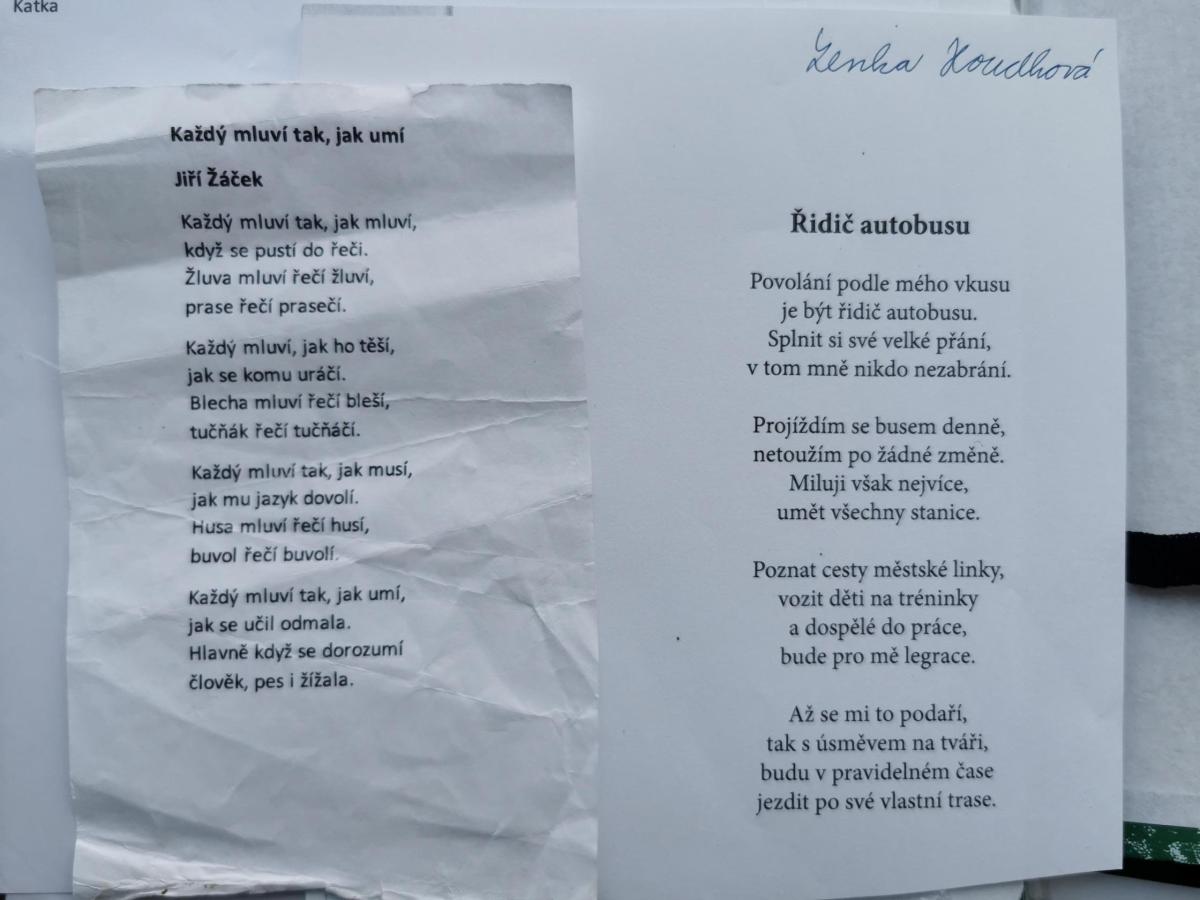 Katka
Každý mluví tak, jak umí
Jiří Žáček
Každý mluví tak, jak mluví,
když se pustí do řeči.
Žluva mluví řečí žluví,
prase řečí prasečí.
Každý mluví, jak ho těší,
jak se komu uráčí.
Blecha mluví řečí bleší,
tučňák řečí tučňáčí.
Každý mluví tak, jak musí,
jak mu jazyk dovolí.
Husa mluví řečí husí,
buvol řečí buvolí.
Každý mluví tak, jak umí,
jak se učil odmala.
Hlavně když se dorozumí
člověk, pes i žížala.
Lenka
Řidič autobusu
Povolání podle mého vkusu
je být řidič autobusu.
Splnit si své velké přání,
v tom mně nikdo nezabrání.
Projíždím se busem denně,
netoužím po žádné změně.
Miluji však nejvíce,
umět všechny stanice.
Poznat cesty městské linky,
vozit děti na tréninky
a dospělé do práce,
bude pro mě legrace.
Až se mi to podaří,
tak s úsměvem na tváři,
budu v pravidelném čase
jezdit po své vlastní trase.